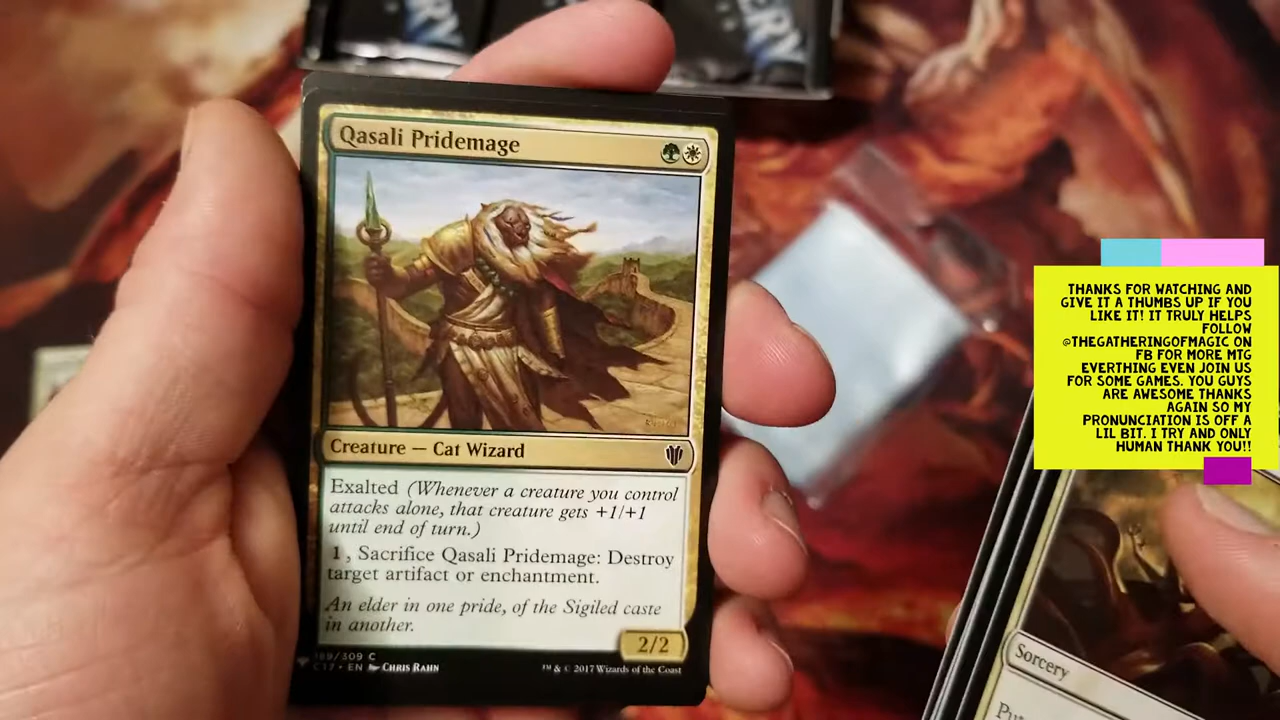 Qasali Pridemage
Creature — Cat Wizard
Exalted (Whenever a creature you control
attacks alone, that creature gets +1/+1
until end of turn.)
1, Sacrifice Qasali Pridemage: Destroy
target artifact or enchantment.
An elder in one pride, of the Sigiled caste
in another.
2/2
189/309 C
C17 • EN Chris Rahn
™ & © 2017 Wizards of the Coast
THANKS FOR WATCHING AND
GIVE IT A THUMBS UP IF YOU
LIKE IT! IT TRULY HELPS
FOLLOW
@THEGATHERINGOFMAGIC ON
FB FOR MORE MTG
EVERTHING EVEN JOIN US
FOR SOME GAMES. YOU GUYS
ARE AWESOME THANKS
AGAIN SO MY
PRONUNCIATION IS OFF A
LIL BIT. I TRY AND ONLY
HUMAN THANK YOU!!
Sorcery